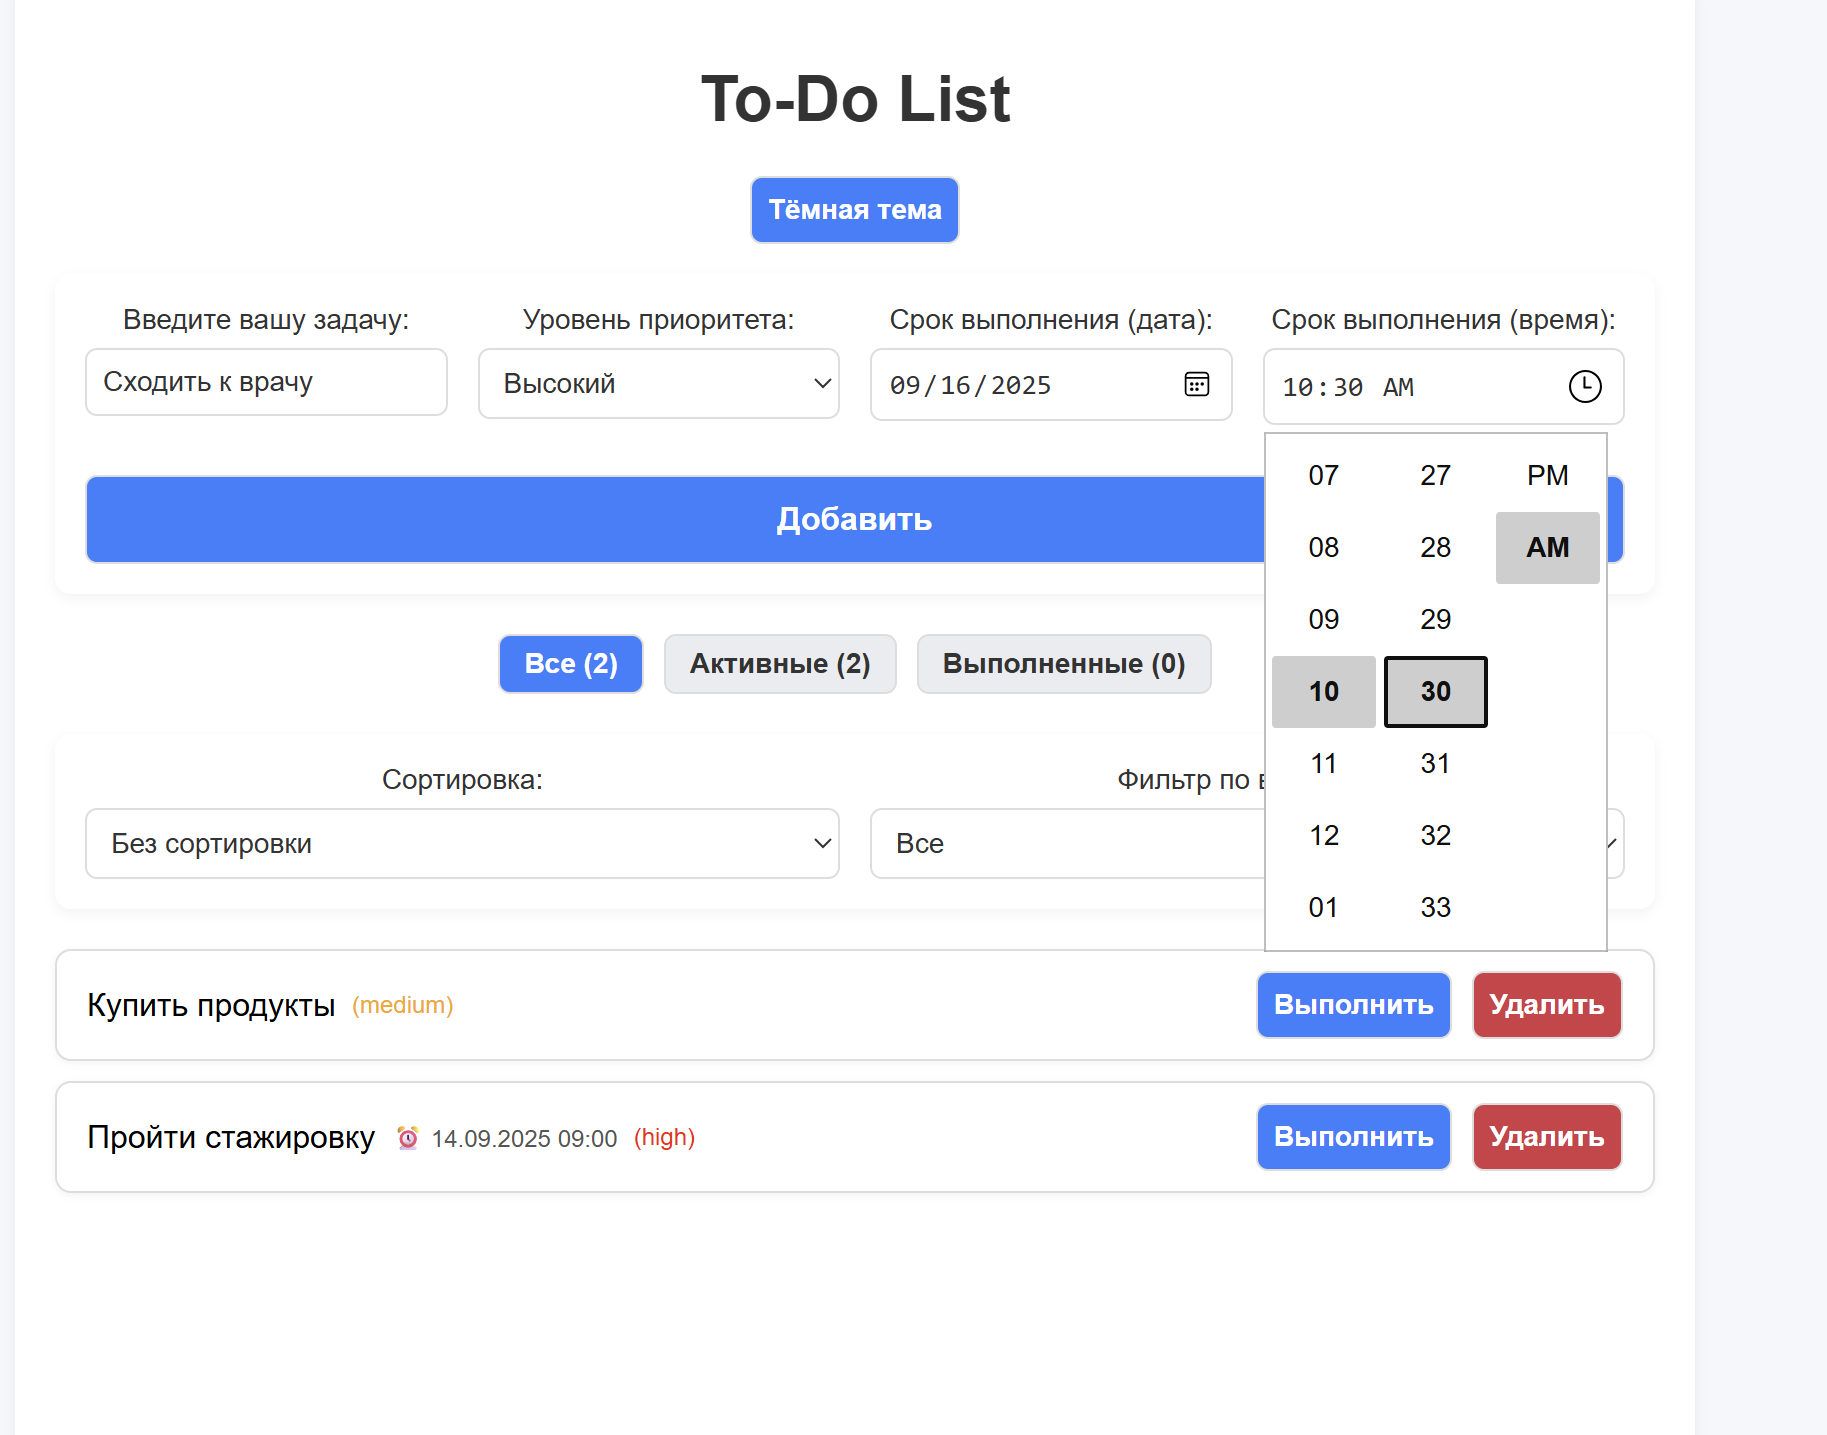 To-Do List
Тёмная тема
Введите вашу задачу:
Уровень приоритета:
Срок выполнения (дата):
Срок выполнения (время):
Сходить к врачу
Высокий
09/16/2025
10:30 AM
07 27 PM
08 28 AM
09 29
10 30
11 31
12 32
01 33
Добавить
Все (2)
Активные (2)
Выполненные (0)
Сортировка:
Фильтр по
Без сортировки
Все
Купить продукты (medium)
Выполнить
Удалить
Пройти стажировку ⏰ 14.09.2025 09:00 (high)
Выполнить
Удалить